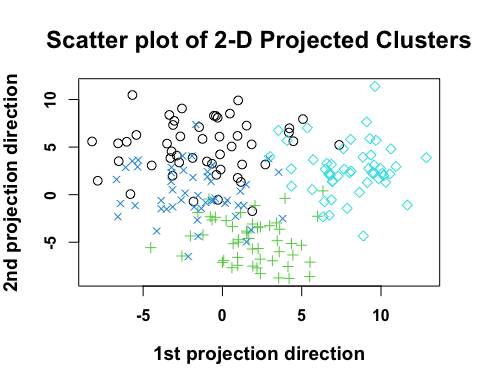 Scatter plot of 2-D Projected Clusters
2nd projection direction
10
5
0
-5
-5 0 5 10
1st projection direction